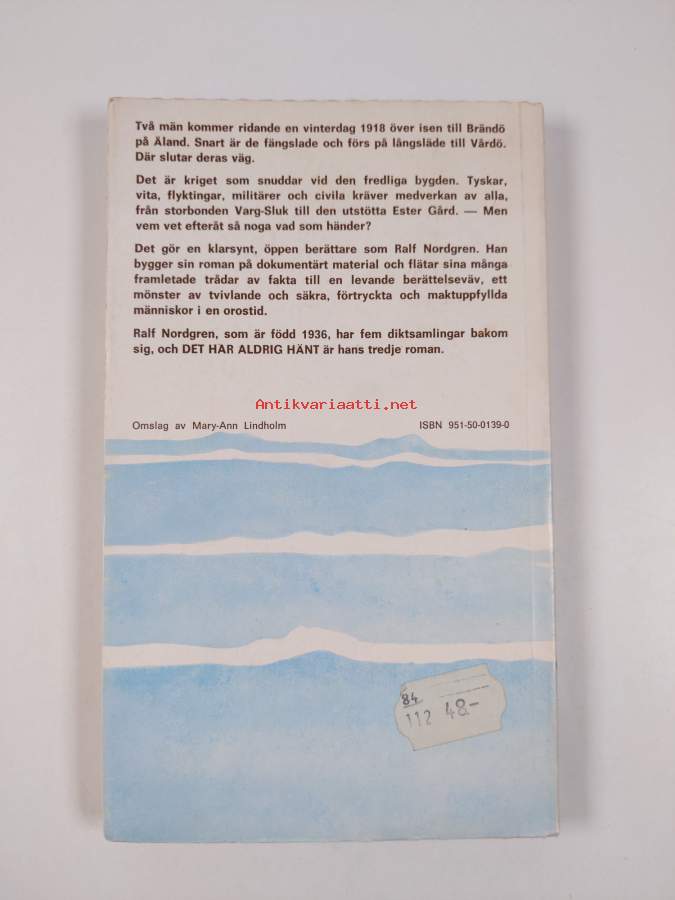 Två män kommer ridande en vinterdag 1918 över isen till Brändö
på Åland. Snart är de fängslade och förs på långsläde till Vårdö.
Där slutar deras väg.
Det är kriget som snuddar vid den fredliga bygden. Tyskar,
vita, flyktingar, militärer och civila kräver medverkan av alla,
från storbonden Varg-Sluk till den utstötta Ester Gård. — Men
vem vet efteråt så noga vad som händer?
Det gör en klarsynt, öppen berättare som Ralf Nordgren. Han
bygger sin roman på dokumentärt material och flätar sina många
framletade trådar av fakta till en levande berättelseväv, ett
mönster av tvivlande och säkra, förtryckta och maktuppfyllda
människor i en orostid.
Ralf Nordgren, som är född 1936, har fem diktsamlingar bakom
sig, och DET HAR ALDRIG HÄNT är hans tredje roman.
Antikvariaatti.net
Omslag av Mary-Ann Lindholm ISBN 951-50-0139-0
84
112 48-